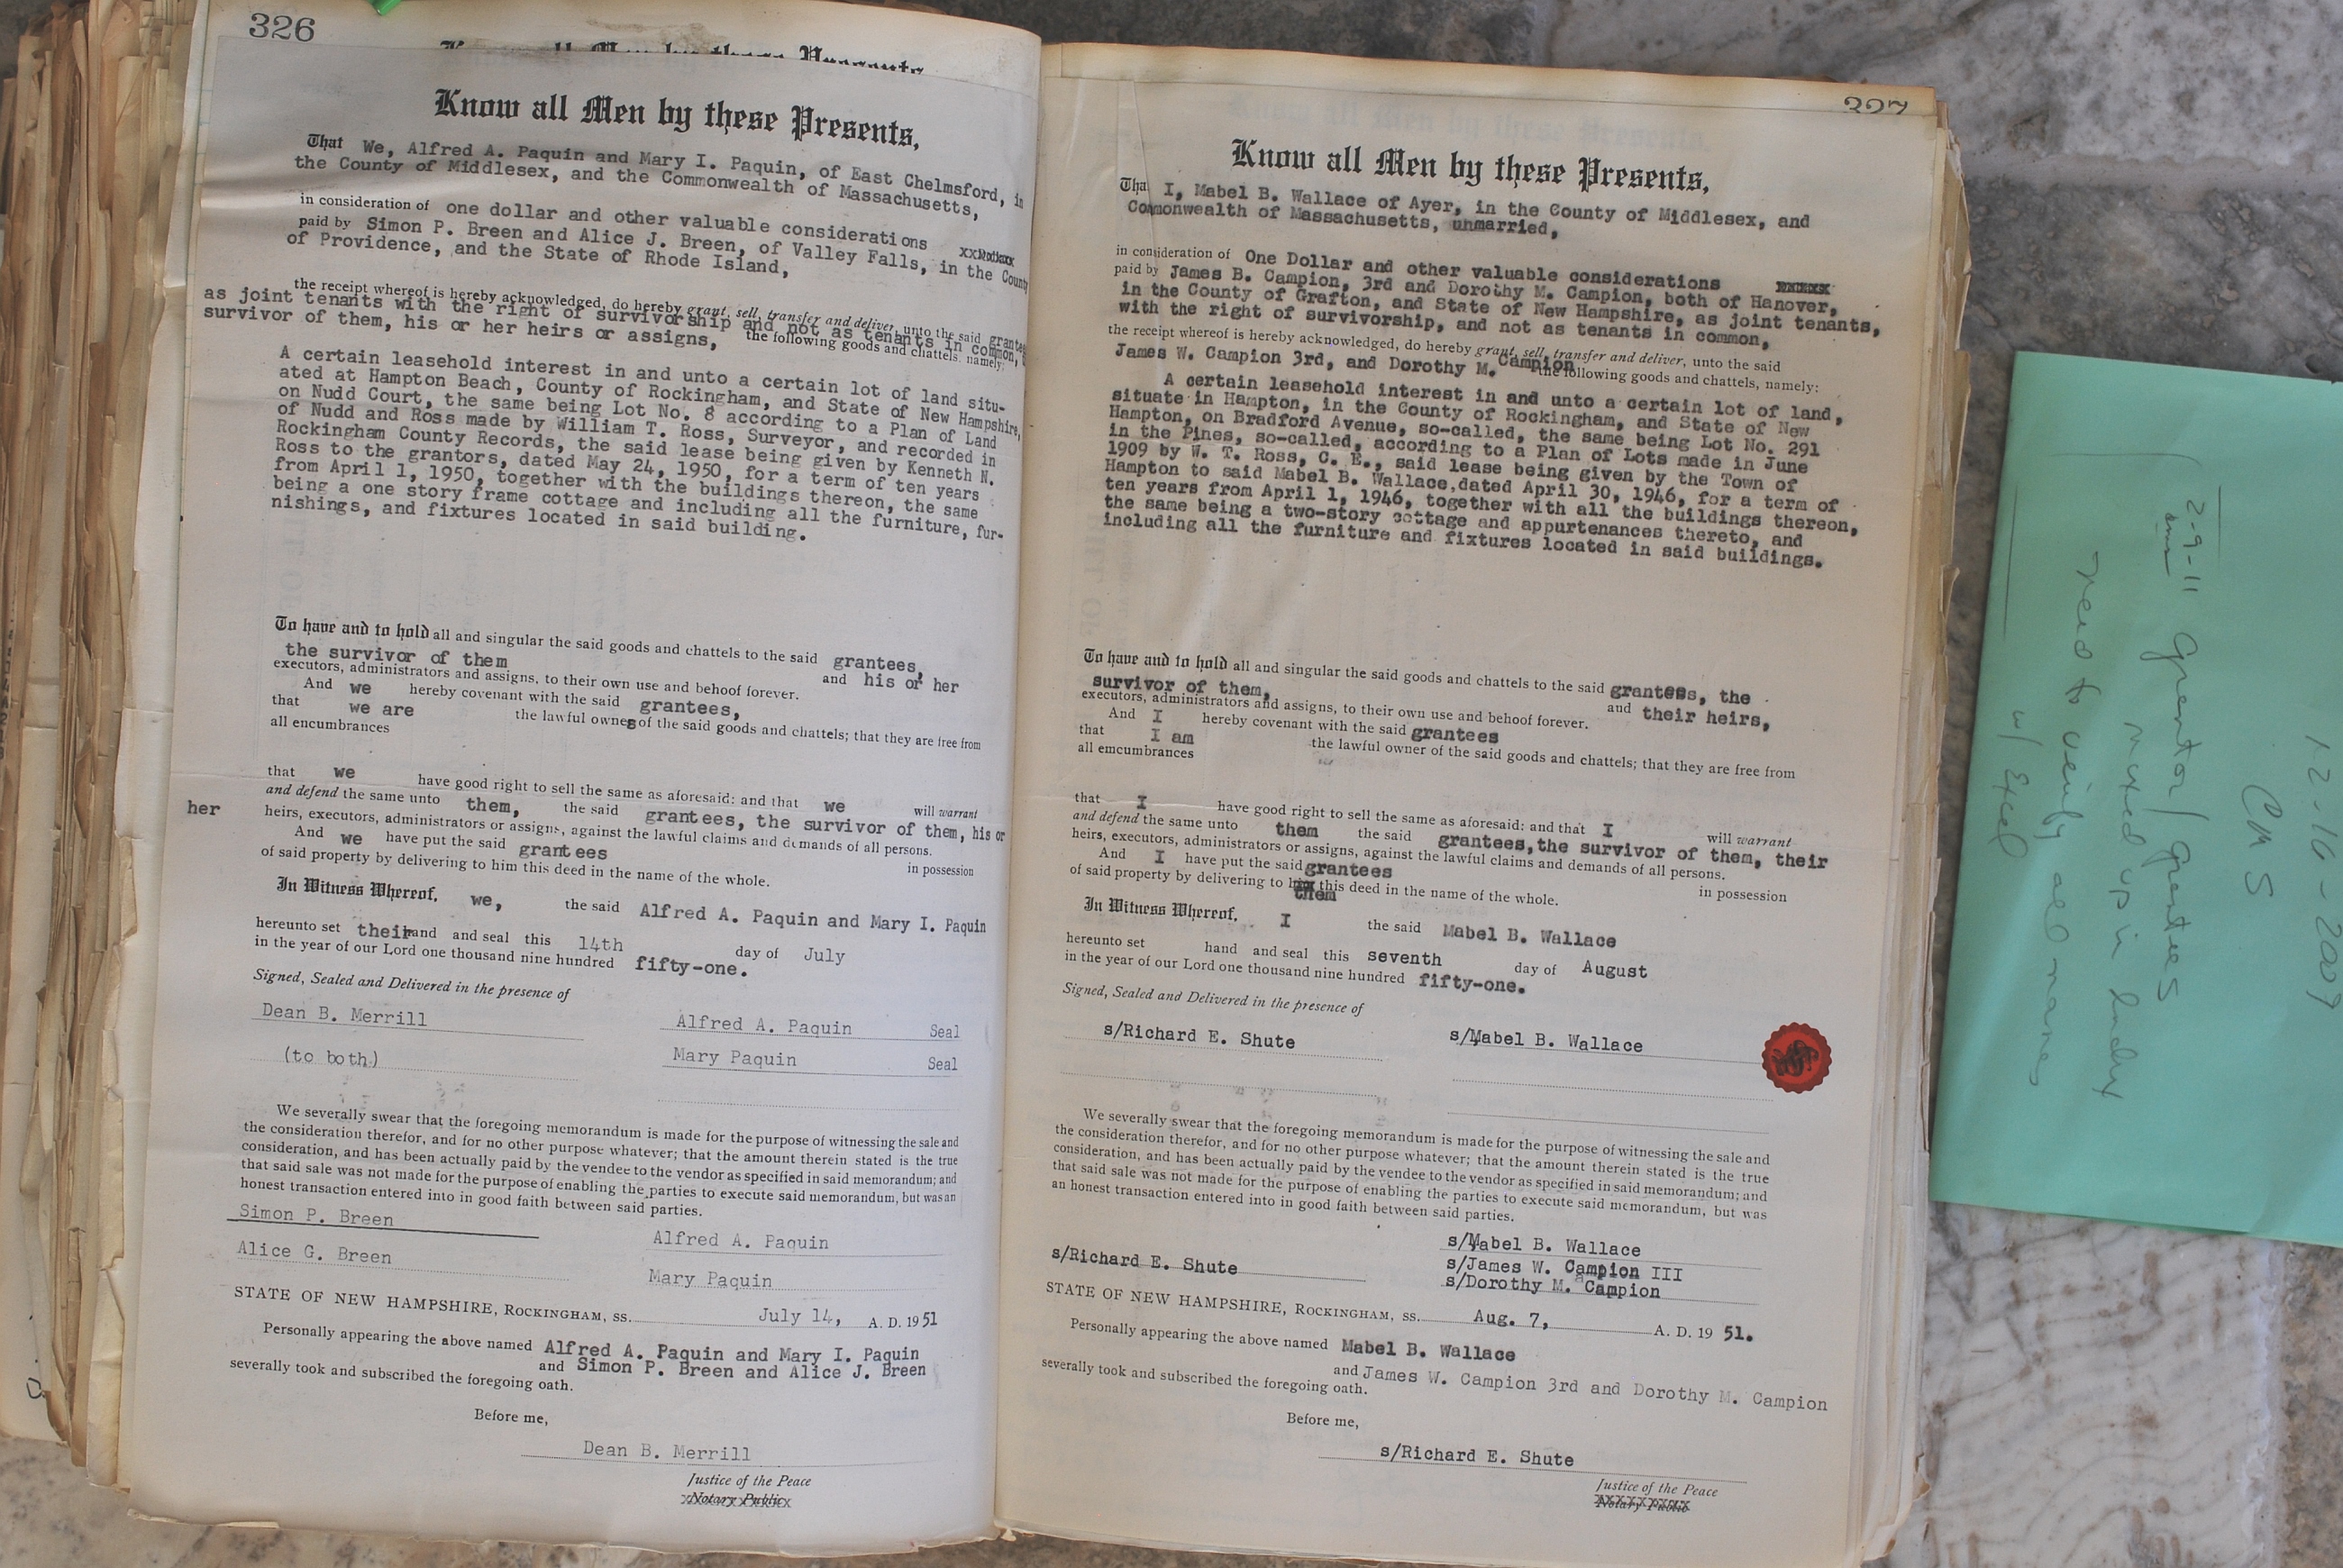 326
Know all Men by these Presents,
Know all Men by these Presents,
That We, Alfred A. Paquin and Mary I. Paquin, of East Chelmsford, in
the County of Middlesex, and the Commonwealth of Massachusetts,
in consideration of one dollar and other valuable considerations
paid by Simon P. Breen and Alice J. Breen, of Valley Falls, in the County
of Providence, and the State of Rhode Island,
the receipt whereof is hereby acknowledged, do hereby grant, sell, transfer and deliver, unto the said grantees
as joint tenants with the right of survivorship and not as tenants in common,
survivor of them, his or her heirs or assigns, the following goods and chattels, namely:
A certain leasehold interest in and unto a certain lot of land situ-
ated at Hampton Beach, County of Rockingham, and State of New Hampshire,
on Nudd Court, the same being Lot No. 8 according to a Plan of Land
of Nudd and Ross made by William T. Ross, Surveyor, and recorded in
Rockingham County Records, the said lease being given by Kenneth N.
Ross to the grantors, dated May 24, 1950, for a term of ten years
from April 1, 1950, together with the buildings thereon, the same
being a one story frame cottage and including all the furniture, fur-
nishings, and fixtures located in said building.
To have and to hold all and singular the said goods and chattels to the said grantees,
the survivor of them and his or her
executors, administrators and assigns, to their own use and behoof forever.
And we hereby covenant with the said grantees,
that we are the lawful owners of the said goods and chattels; that they are free from
all encumbrances
that we have good right to sell the same as aforesaid: and that we will warrant
and defend the same unto them, the said grantees, the survivor of them, his or
her heirs, executors, administrators or assigns, against the lawful claims and demands of all persons.
And we have put the said grantees in possession
of said property by delivering to him this deed in the name of the whole.
In Witness Whereof, we, the said Alfred A. Paquin and Mary I. Paquin
hereunto set their hand and seal this 14th day of July
in the year of our Lord one thousand nine hundred fifty-one.
Signed, Sealed and Delivered in the presence of
Dean B. Merrill Alfred A. Paquin Seal
(to both) Mary Paquin Seal
We severally swear that the foregoing memorandum is made for the purpose of witnessing the sale and
the consideration therefor, and for no other purpose whatever; that the amount therein stated is the true
consideration, and has been actually paid by the vendee to the vendor as specified in said memorandum; and
that said sale was not made for the purpose of enabling the parties to execute said memorandum, but was an
honest transaction entered into in good faith between said parties.
Simon P. Breen Alfred A. Paquin
Alice G. Breen Mary Paquin
STATE OF NEW HAMPSHIRE, ROCKINGHAM, SS. July 14, A. D. 1951
Personally appearing the above named Alfred A. Paquin and Mary I. Paquin
and Simon P. Breen and Alice J. Breen
severally took and subscribed the foregoing oath.
Before me,
Dean B. Merrill
Justice of the Peace
Notary Public
327
Know all Men by these Presents,
That I, Mabel B. Wallace of Ayer, in the County of Middlesex, and
Commonwealth of Massachusetts, unmarried,
in consideration of One Dollar and other valuable considerations
paid by James B. Campion, 3rd and Dorothy M. Campion, both of Hanover,
in the County of Grafton, and State of New Hampshire, as joint tenants,
with the right of survivorship, and not as tenants in common,
the receipt whereof is hereby acknowledged, do hereby grant, sell, transfer and deliver, unto the said
James W. Campion 3rd, and Dorothy M. Campion the following goods and chattels, namely:
A certain leasehold interest in and unto a certain lot of land,
situate in Hampton, in the County of Rockingham, and State of New
Hampton, on Bradford Avenue, so-called, the same being Lot No. 291
in the Pines, so-called, according to a Plan of Lots made in June
1909 by W. T. Ross, C. E., said lease being given by the Town of
Hampton to said Mabel B. Wallace, dated April 30, 1946, for a term of
ten years from April 1, 1946, together with all the buildings thereon,
the same being a two-story cottage and appurtenances thereto, and
including all the furniture and fixtures located in said buildings.
To have and to hold all and singular the said goods and chattels to the said grantees, the
survivor of them, and their heirs,
executors, administrators and assigns, to their own use and behoof forever.
And I hereby covenant with the said grantees
that I am the lawful owner of the said goods and chattels; that they are free from
all emcumbrances
that I have good right to sell the same as aforesaid: and that I will warrant
and defend the same unto them the said grantees, the survivor of them, their
heirs, executors, administrators or assigns, against the lawful claims and demands of all persons.
And I have put the said grantees in possession
of said property by delivering to him this deed in the name of the whole.
them
In Witness Whereof, I the said Mabel B. Wallace
hereunto set hand and seal this seventh day of August
in the year of our Lord one thousand nine hundred fifty-one.
Signed, Sealed and Delivered in the presence of
s/Richard E. Shute s/Mabel B. Wallace
We severally swear that the foregoing memorandum is made for the purpose of witnessing the sale and
the consideration therefor, and for no other purpose whatever; that the amount therein stated is the true
consideration, and has been actually paid by the vendee to the vendor as specified in said memorandum; and
that said sale was not made for the purpose of enabling the parties to execute said memorandum, but was
an honest transaction entered into in good faith between said parties.
s/Mabel B. Wallace
s/Richard E. Shute s/James W. Campion III
s/Dorothy M. Campion
STATE OF NEW HAMPSHIRE, ROCKINGHAM, SS. Aug. 7, A. D. 19 51.
Personally appearing the above named Mabel B. Wallace
and James W. Campion 3rd and Dorothy M. Campion
severally took and subscribed the foregoing oath.
Before me,
s/Richard E. Shute
Justice of the Peace
Notary Public
12-16-2009
CMS
2-9-11 Grantor/grantees
mixed up in Index
need to verify all names
w/ Excel